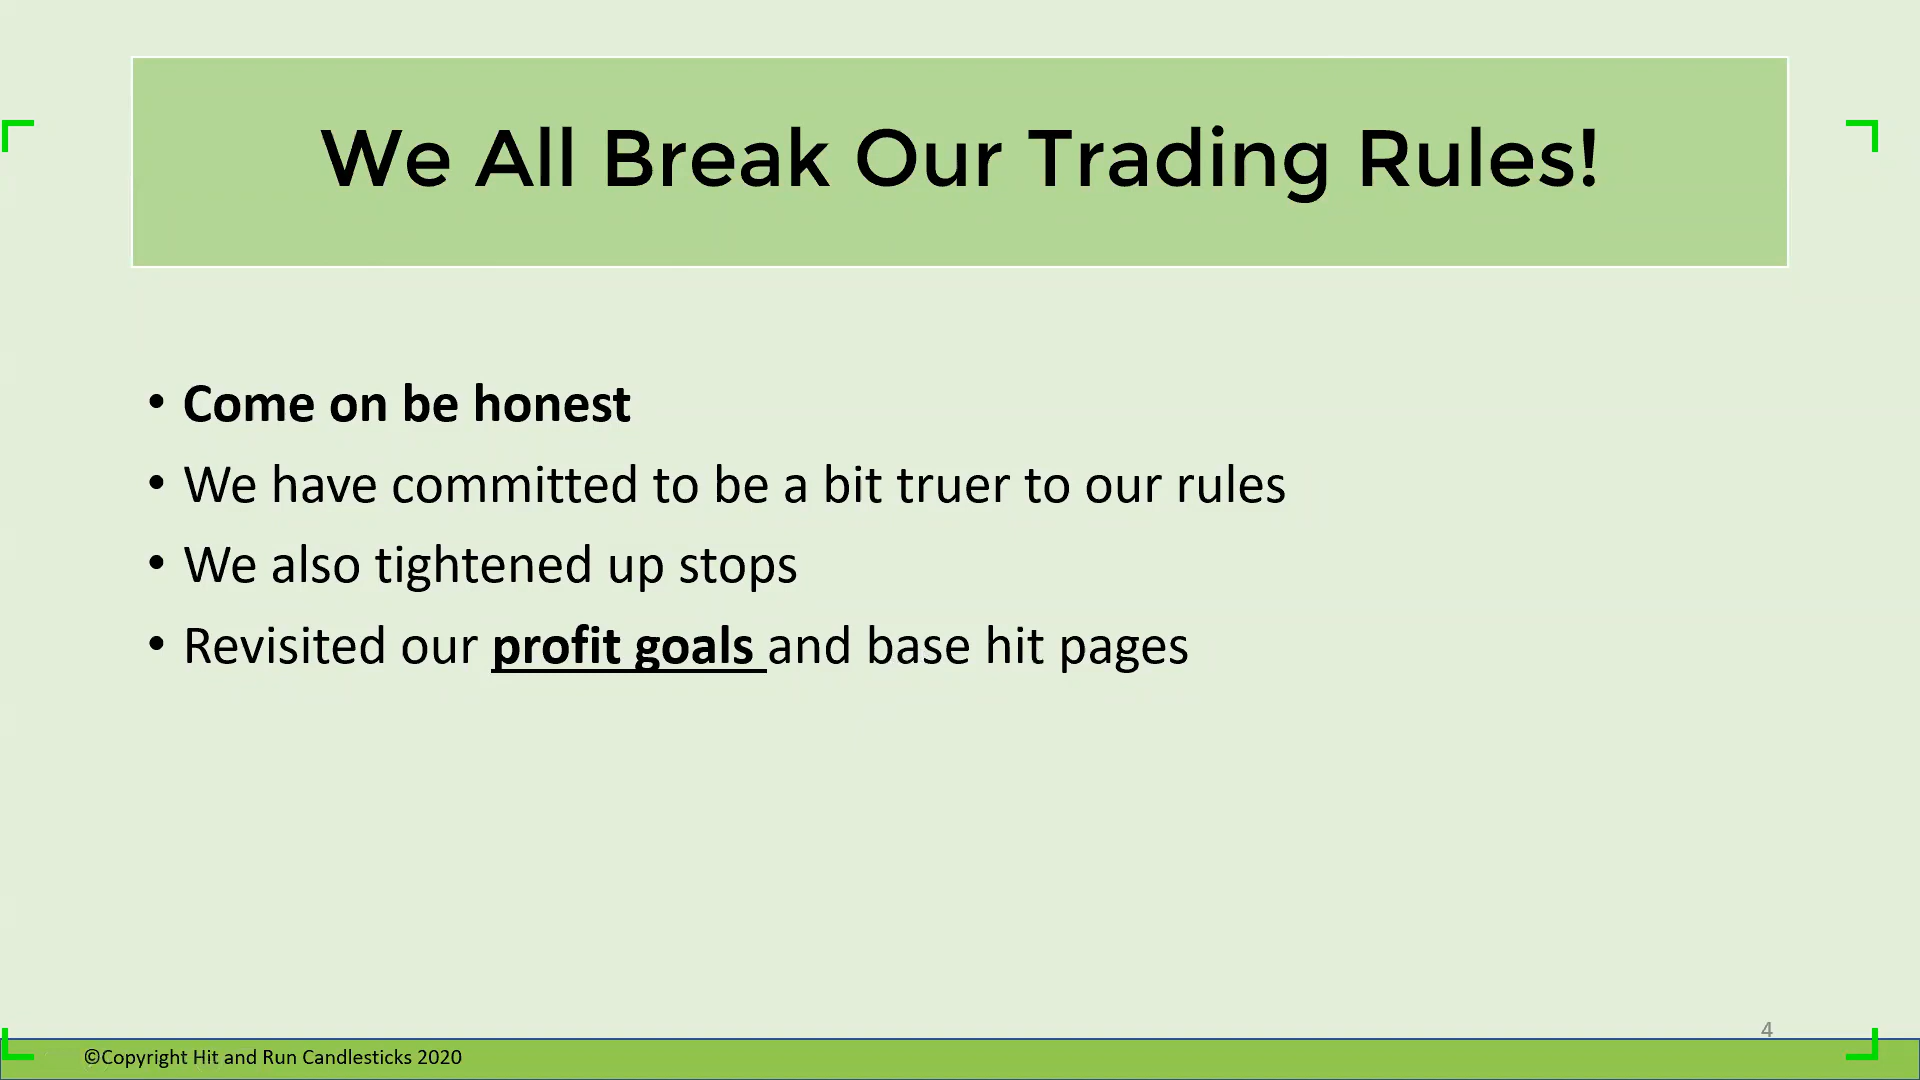 We All Break Our Trading Rules!
• Come on be honest
• We have committed to be a bit truer to our rules
• We also tightened up stops
• Revisited our profit goals and base hit pages
4
©Copyright Hit and Run Candlesticks 2020